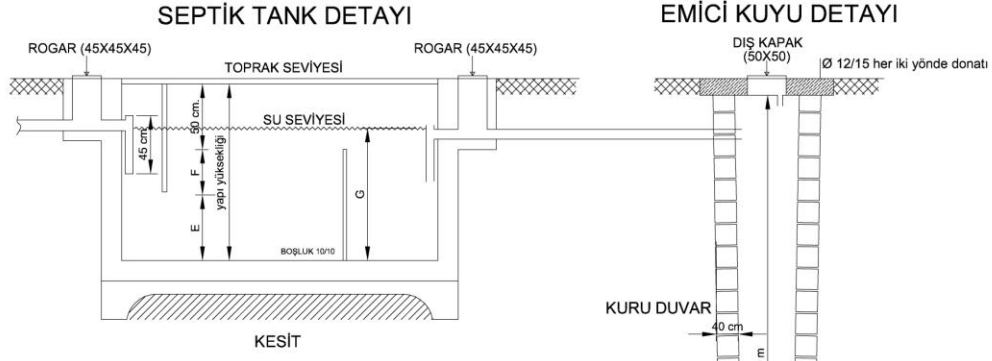 SEPTİK TANK DETAYI
EMİCİ KUYU DETAYI
ROGAR (45X45X45)
ROGAR (45X45X45)
DIŞ KAPAK
(50X50)
TOPRAK SEVİYESİ
Ø 12/15 her iki yönde donatı
SU SEVİYESİ
50 cm.
45 cm
F
yapı yüksekliği
G
E
BOŞLUK 10/10
KURU DUVAR
40 cm
m
KESİT